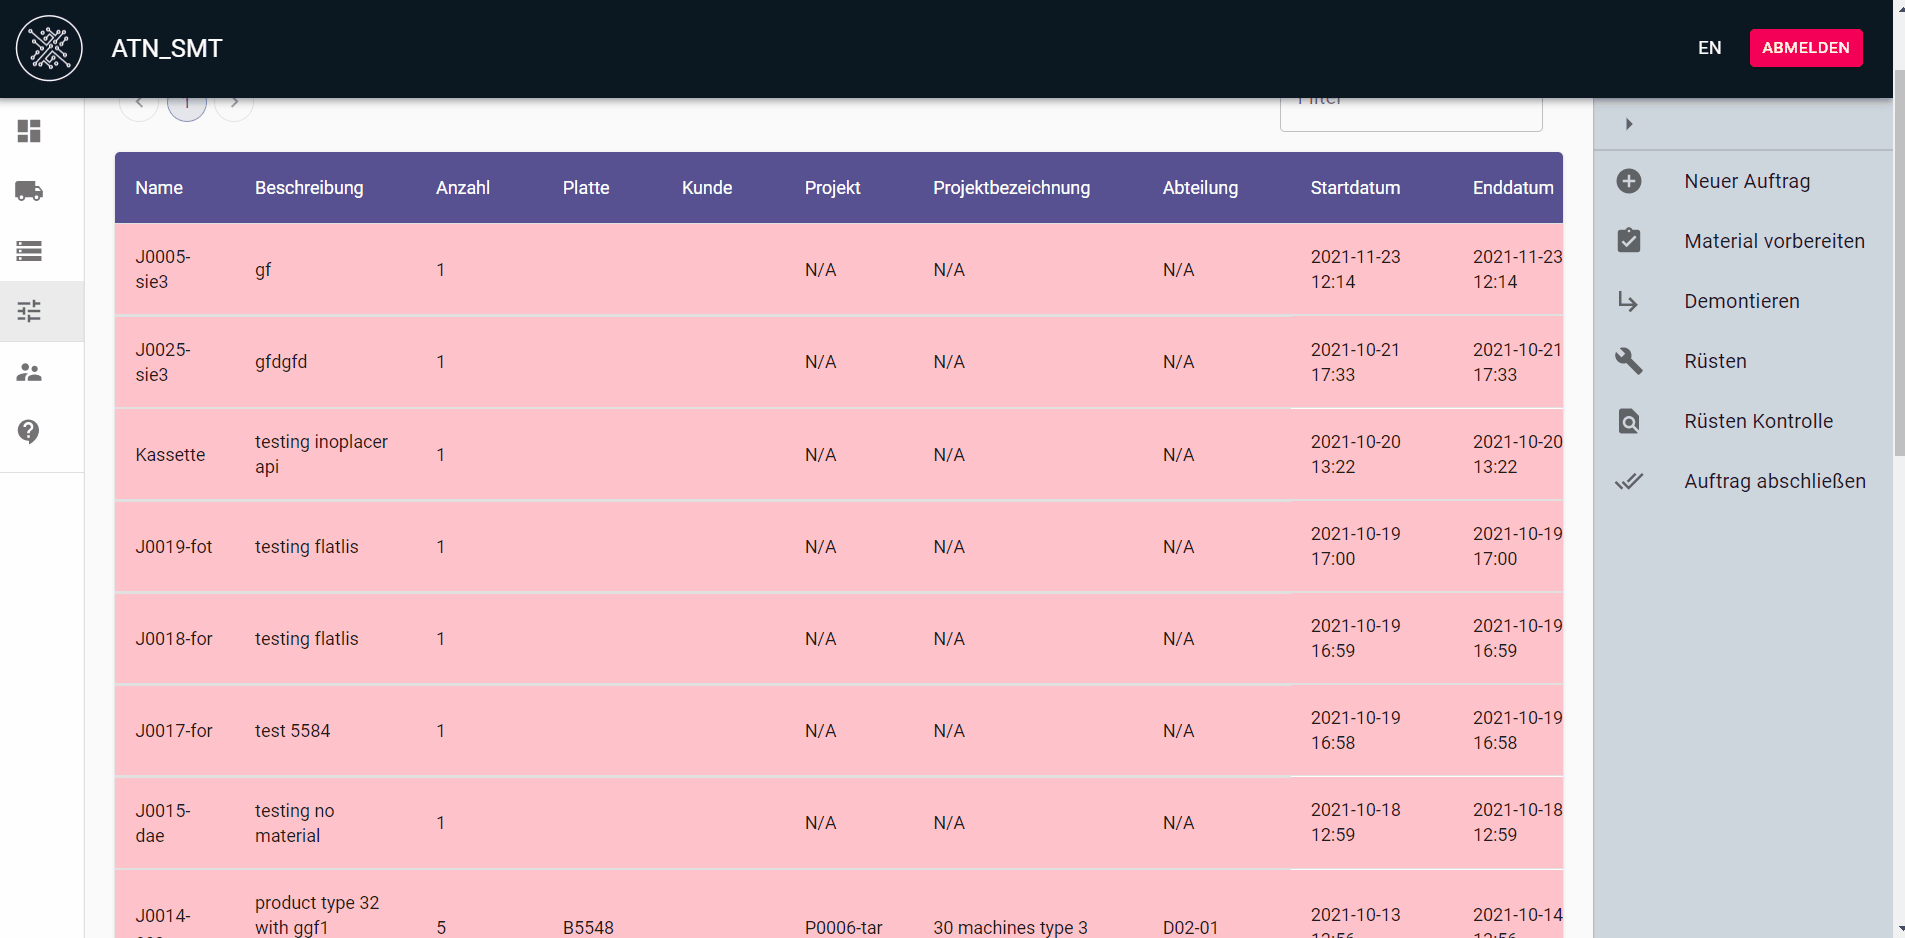 ATN_SMT
EN
ABMELDEN
1
Filter
Name Beschreibung Anzahl Platte Kunde Projekt Projektbezeichnung Abteilung Startdatum Enddatum
J0005-
sie3
gf
1
N/A
N/A
N/A
2021-11-23
12:14
2021-11-23
12:14
J0025-
sie3
gfdgfd
1
N/A
N/A
N/A
2021-10-21
17:33
2021-10-21
17:33
Kassette
testing inoplacer
api
1
N/A
N/A
N/A
2021-10-20
13:22
2021-10-20
13:22
J0019-fot
testing flatlis
1
N/A
N/A
N/A
2021-10-19
17:00
2021-10-19
17:00
J0018-for
testing flatlis
1
N/A
N/A
N/A
2021-10-19
16:59
2021-10-19
16:59
J0017-for
test 5584
1
N/A
N/A
N/A
2021-10-19
16:58
2021-10-19
16:58
J0015-
dae
testing no
material
1
N/A
N/A
N/A
2021-10-18
12:59
2021-10-18
12:59
J0014-
product type 32
with ggf1
5
B5548
P0006-tar
30 machines type 3
D02-01
2021-10-13
2021-10-14
Neuer Auftrag
Material vorbereiten
Demontieren
Rüsten
Rüsten Kontrolle
Auftrag abschließen